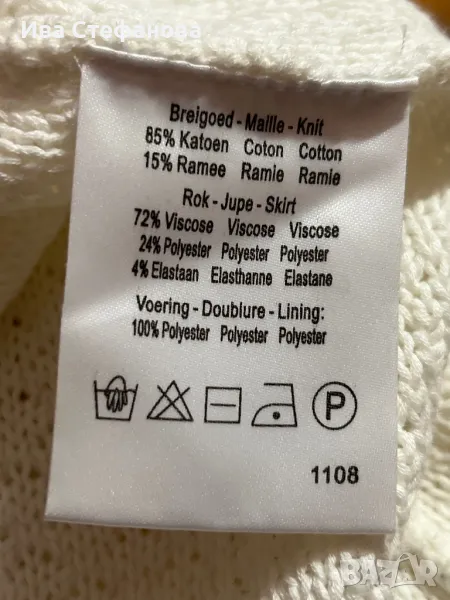 Ива Стефанова
Breigoed - Maille - Knit
85% Katoen Coton Cotton
15% Ramee Ramie Ramie
Rok - Jupe - Skirt
72% Viscose Viscose Viscose
24% Polyester Polyester Polyester
4% Elastaan Elasthanne Elastane
Voering - Doublure - Lining:
100% Polyester Polyester Polyester
P
1108
BAZAR